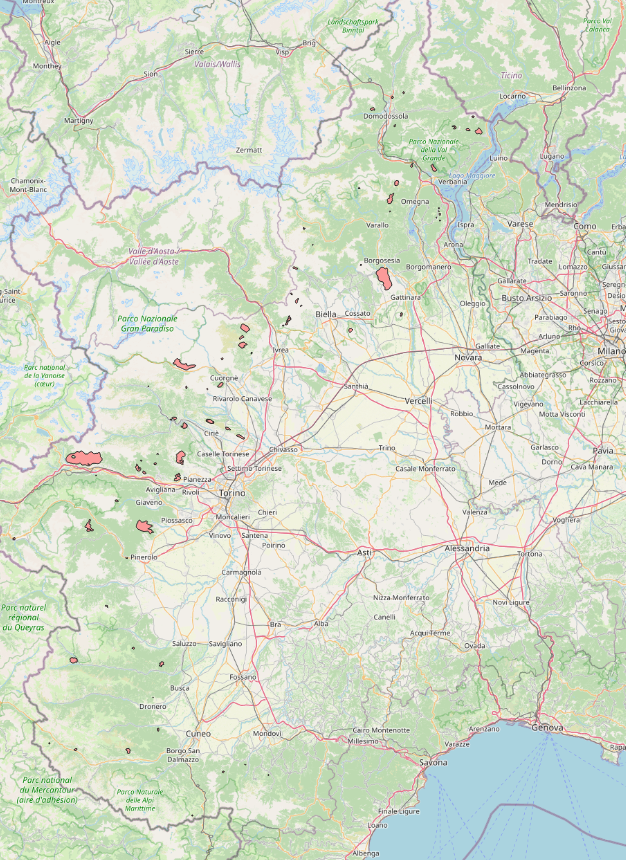 Montreux
Landschaftspark
Binntal
Parco Val
Calanca
Aigle
Sierre
Brig
Visp
Monthey
Valais/Wallis
Sion
Ticino
Bellinzona
Locarno
Martigny
Domodossola
Parco Nazionale
della Val
Grande
Zermatt
Luino
Lugano
Chamonix-
Mont-Blanc
Verbania
Lago Maggiore
Omegna
Mendrisio
Varallo
Ispra
Varese
Como
Arona
Valle d'Aosta /
Vallée d'Aoste
Cantù
Borgosesia
Borgomanero
Tradate
Lomazzo
Gallarate
Gattinara
Oleggio
Busto Arsizio
Saronno
Parabiago
Biella
Cossato
Parco Nazionale
Gran Paradiso
Rho
Magenta
Galliate
Ivrea
Novara
Milano
Corsico
Parc national
de la Vanoise
(cœur)
Abbiategrasso
Rozzano
Cuorgnè
Santhià
Cassolnovo
Rivarolo Canavese
Vercelli
Vigevano
Lacchiarella
Robbio
Motta Visconti
Mortara
Ciriè
Chivasso
Trino
Garlasco
Pavia
Caselle Torinese
Dorno
Cava Manara
Settimo Torinese
Casale Monferrato
Pianezza
Mede
Avigliana
Rivoli
Torino
Giaveno
Chieri
Valenza
Piossasco
Moncalieri
Voghera
Vinovo
Santena
Poirino
Asti
Alessandria
Tortona
Pinerolo
Carmagnola
Racconigi
Nizza Monferrato
Novi Ligure
Parc naturel
régional
du Queyras
Canelli
Bra
Alba
Acqui Terme
Saluzzo
Savigliano
Ovada
Fossano
Busca
Dronero
Cuneo
Mondovì
Cairo Montenotte
Millesimo
Arenzano
Genova
Varazze
Borgo San
Dalmazzo
Savona
Parc national
du Mercantour
(aire d'adhésion)
Parco Naturale
delle Alpi
Marittime
Finale Ligure
Loano
Albenga